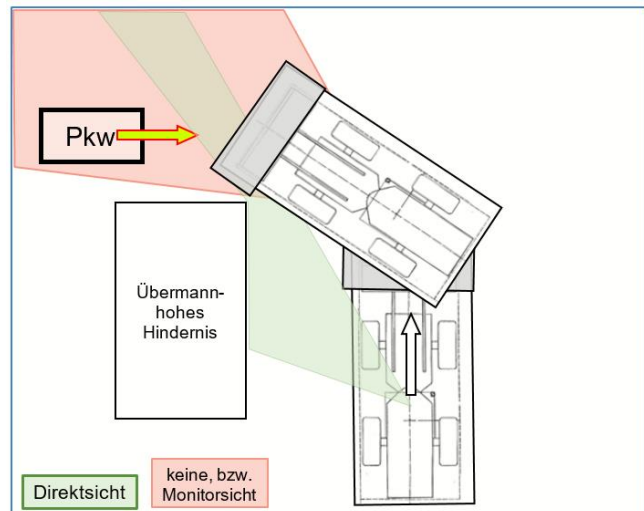 Pkw
Übermann-
hohes
Hindernis
Direktsicht
keine, bzw.
Monitorsicht